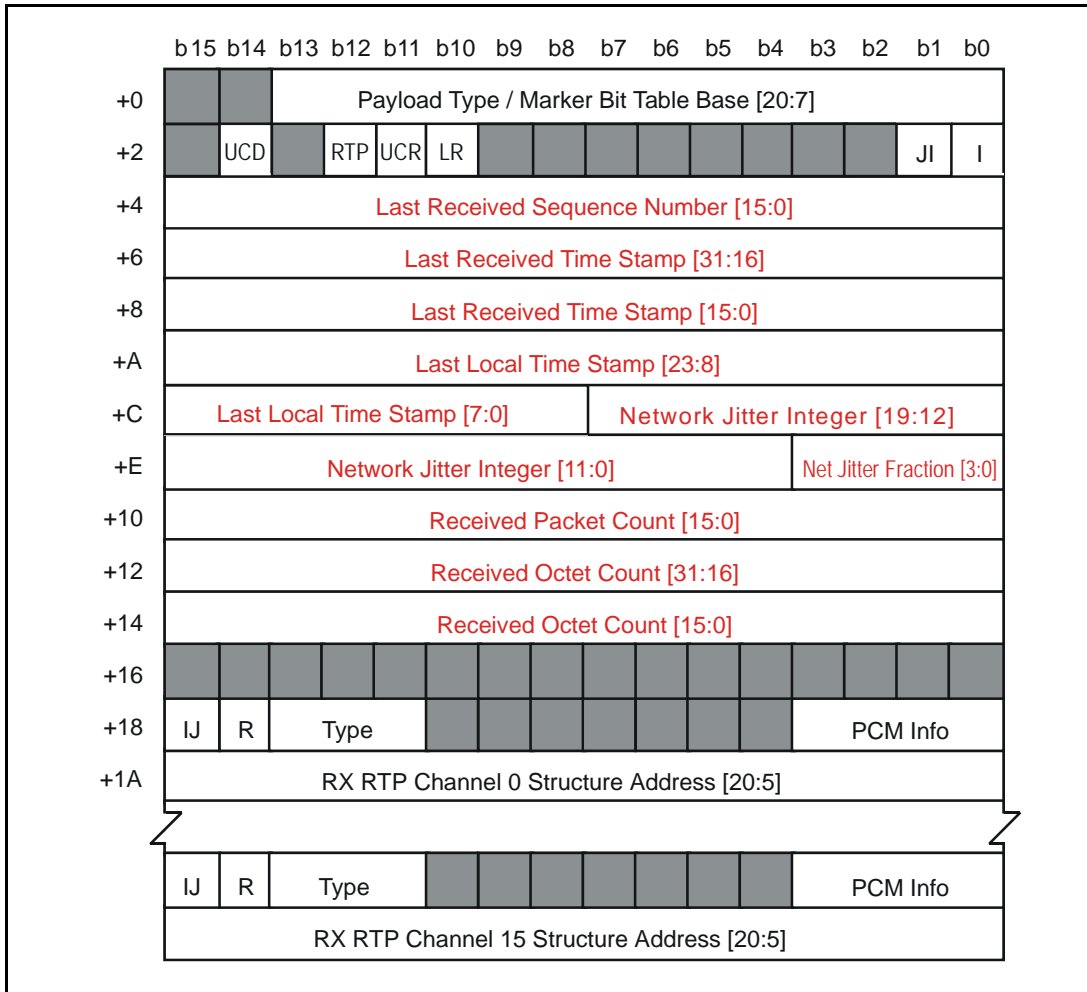 b15 b14 b13 b12 b11 b10 b9 b8 b7 b6 b5 b4 b3 b2 b1 b0
+0 Payload Type / Marker Bit Table Base [20:7]
+2 UCD RTP UCR LR JI I
+4 Last Received Sequence Number [15:0]
+6 Last Received Time Stamp [31:16]
+8 Last Received Time Stamp [15:0]
+A Last Local Time Stamp [23:8]
+C Last Local Time Stamp [7:0] Network Jitter Integer [19:12]
+E Network Jitter Integer [11:0] Net Jitter Fraction [3:0]
+10 Received Packet Count [15:0]
+12 Received Octet Count [31:16]
+14 Received Octet Count [15:0]
+16
+18 IJ R Type PCM Info
+1A RX RTP Channel 0 Structure Address [20:5]
IJ R Type PCM Info
RX RTP Channel 15 Structure Address [20:5]